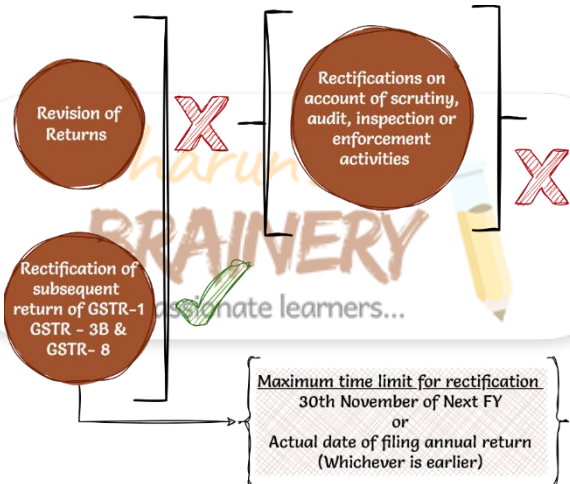 Revision of
Returns
X
Rectifications on
account of scrutiny,
audit, inspection or
enforcement
activities
X
BRAINERY
Rectification of
subsequent
return of GSTR-1
GSTR - 3B &
GSTR- 8
learners...
Maximum time limit for rectification
30th November of Next FY
or
Actual date of filing annual return
(Whichever is earlier)